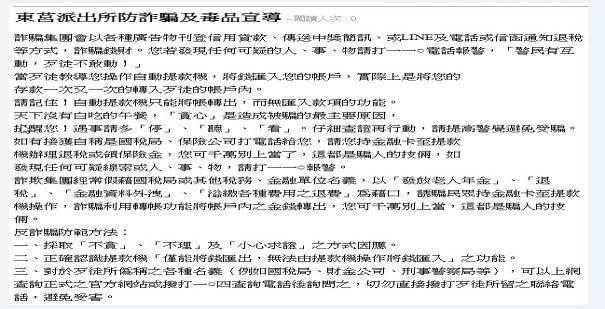 東莒派出所防詐騙及毒品宣導 -閱讀人次:0
詐騙集團會以各種廣告物刊登信用貸款、傳送中獎簡訊、或LINE及電話或信函通知退稅
等方式，詐騙錢財。您若發現任何可疑的人、事、物請打一一○電話報警，「警民有互
動，歹徒不敢動！」
當歹徒教導您操作自動提款機，將錢匯入您的帳戶，實際上是將您的
存款一次又一次的轉入歹徒的帳戶內。
請記住！自動提款機只能將帳轉出，而無匯入款項的功能。
天下沒有白吃的午餐，「貪心」是造成被騙的最主要原因，
提醒您！遇事請多「停」、「聽」、「看」。仔細查證再行動，請提高警覺避免受騙。
如有接獲自稱是國稅局、保險公司打電話給您，請您持金融卡至提款
機辦理退稅或領保險金，您可千萬別上當了，這都是騙人的技倆，如
發現任何可疑線索或人、事、物，請打一一○報警。
詐欺集團經常假藉國稅局或其他稅務、金融單位名義，以「發放老人年金」、「退
稅」、「金融資料外洩」、「溢繳各種費用之退費」為藉口，誘騙民眾持金融卡至提款
機操作，詐騙利用轉帳功能將帳戶內之金錢轉出，您可千萬別上當，這都是騙人的技
倆。
反詐騙防範方法：
一、採取「不貪」、「不理」及「小心求證」之方式因應。
二、正確認識提款機「僅能將錢匯出，無法由提款機操作將錢匯入」之功能。
三、對於歹徒所偽稱之各種名義（例如國稅局、財金公司、刑事警察局等），可以上網
查詢正式之官方網站或撥打一○四查詢電話後詢問之，切勿直接撥打歹徒所留之聯絡電
話，避免受害。